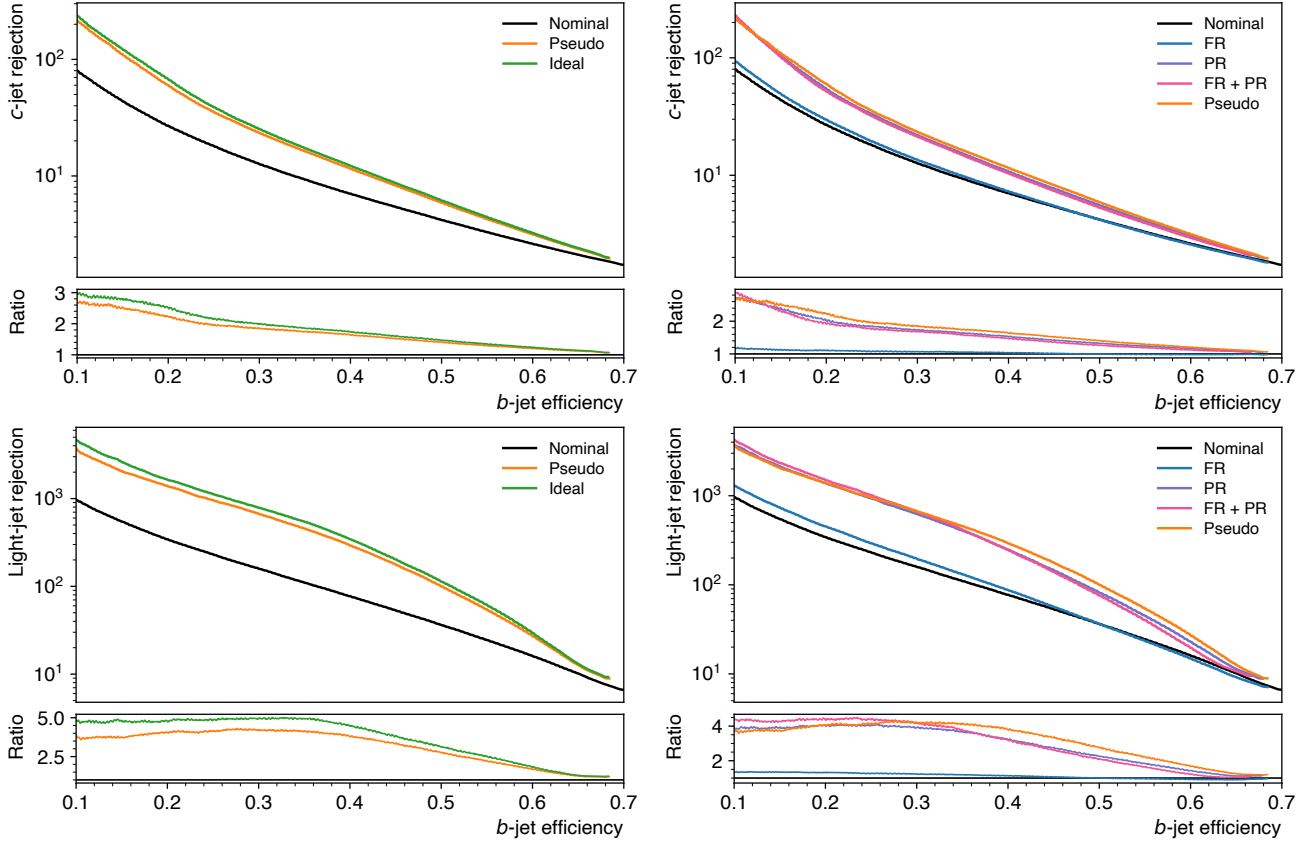 c-jet rejection
10²
10¹
Nominal
Pseudo
Ideal
Ratio
3
2
1
0.1 0.2 0.3 0.4 0.5 0.6 0.7
b-jet efficiency
c-jet rejection
10²
10¹
Nominal
FR
PR
FR + PR
Pseudo
Ratio
2
1
0.1 0.2 0.3 0.4 0.5 0.6 0.7
b-jet efficiency
Light-jet rejection
10³
10²
10¹
Nominal
Pseudo
Ideal
Ratio
5.0
2.5
0.1 0.2 0.3 0.4 0.5 0.6 0.7
b-jet efficiency
Light-jet rejection
10³
10²
10¹
Nominal
FR
PR
FR + PR
Pseudo
Ratio
4
2
0.1 0.2 0.3 0.4 0.5 0.6 0.7
b-jet efficiency